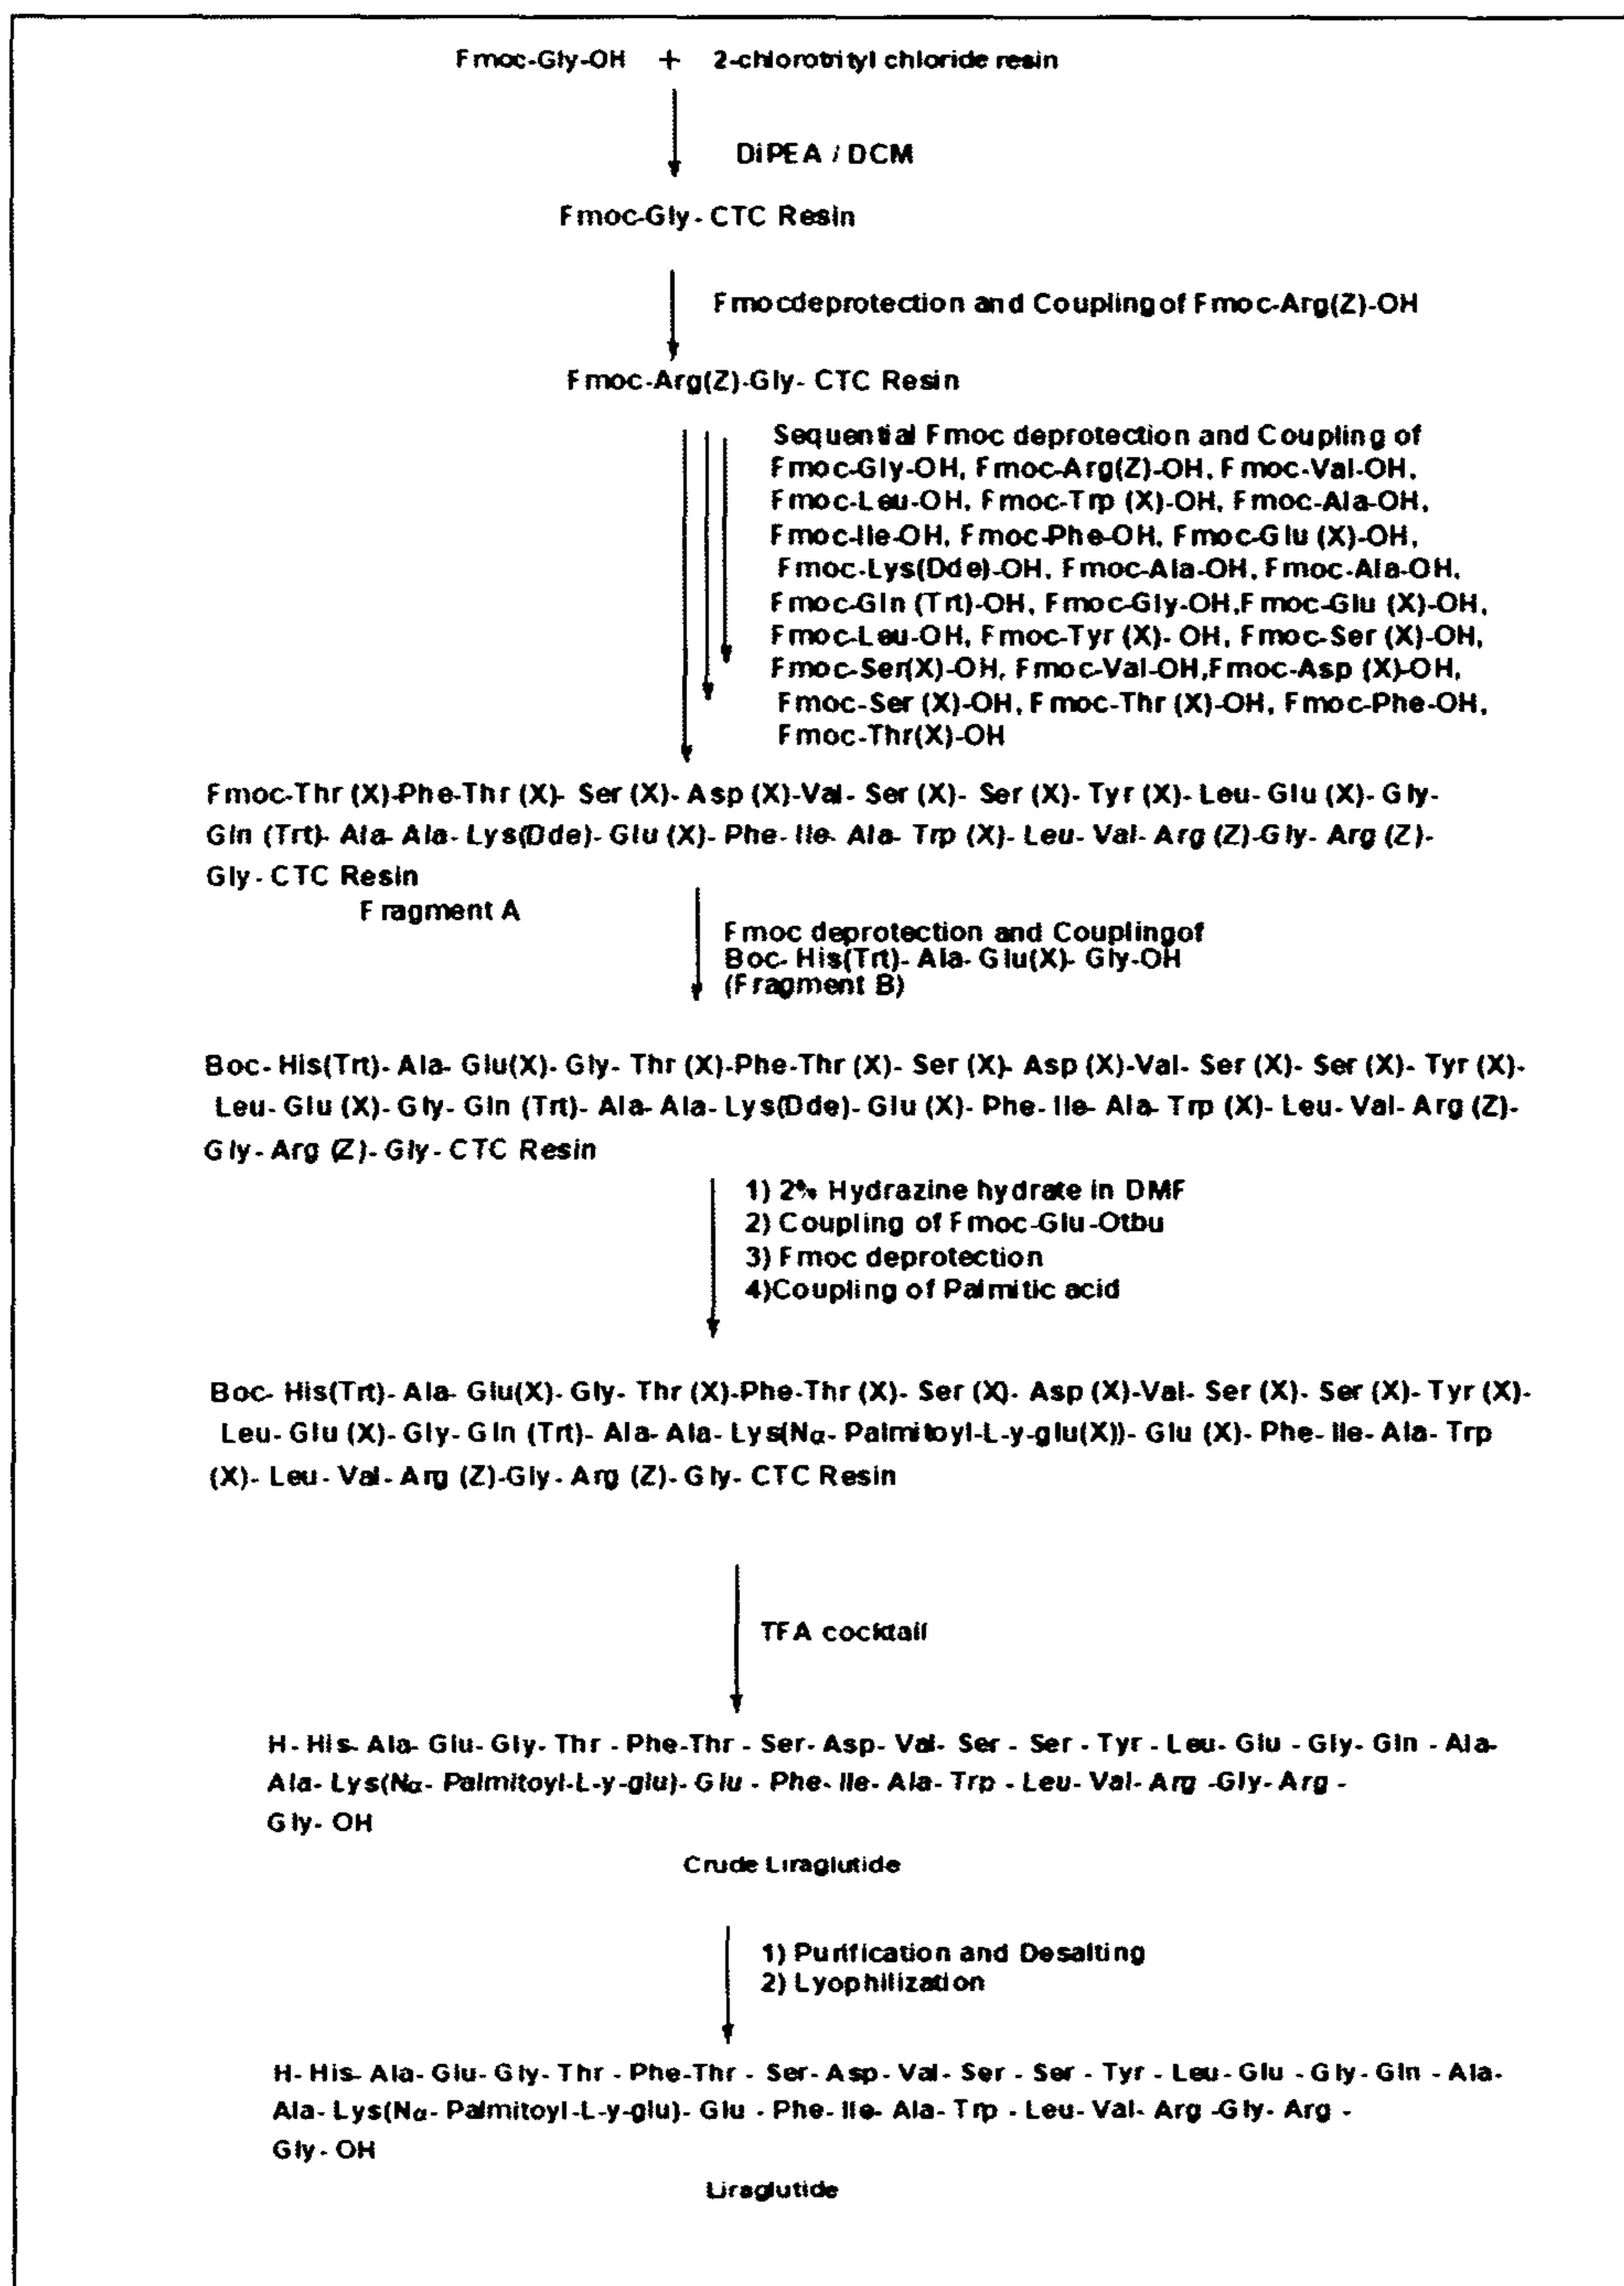 Fmoc-Gly-OH + 2-chlorotrityl chloride resin
DiPEA / DCM
Fmoc-Gly- CTC Resin
Fmocdeprotection and Couplingof Fmoc-Arg(Z)-OH
Fmoc-Arg(Z)-Gly- CTC Resin
Sequential Fmoc deprotection and Coupling of
Fmoc-Gly-OH, Fmoc-Arg(Z)-OH, Fmoc-Val-OH,
Fmoc-Leu-OH, Fmoc-Trp (X)-OH, Fmoc-Ala-OH,
Fmoc-Ile-OH, Fmoc-Phe-OH, Fmoc-Glu (X)-OH,
Fmoc-Lys(Dde)-OH, Fmoc-Ala-OH, Fmoc-Ala-OH,
Fmoc-Gln (Trt)-OH, Fmoc-Gly-OH,Fmoc-Glu (X)-OH,
Fmoc-Leu-OH, Fmoc-Tyr (X)- OH, Fmoc-Ser (X)-OH,
Fmoc-Ser(X)-OH, Fmoc-Val-OH,Fmoc-Asp (X)-OH,
Fmoc-Ser (X)-OH, Fmoc-Thr (X)-OH, Fmoc-Phe-OH,
Fmoc-Thr(X)-OH
Fmoc-Thr (X)-Phe-Thr (X)- Ser (X)- Asp (X)-Val- Ser (X)- Ser (X)- Tyr (X)- Leu- Glu (X)- Gly-
Gln (Trt)- Ala- Ala- Lys(Dde)- Glu (X)- Phe- Ile- Ala- Trp (X)- Leu- Val- Arg (Z)-Gly- Arg (Z)-
Gly- CTC Resin
Fragment A
Fmoc deprotection and Couplingof
Boc- His(Trt)- Ala- Glu(X)- Gly-OH
(Fragment B)
Boc- His(Trt)- Ala- Glu(X)- Gly- Thr (X)-Phe-Thr (X)- Ser (X)- Asp (X)-Val- Ser (X)- Ser (X)- Tyr (X)-
Leu- Glu (X)- Gly- Gln (Trt)- Ala- Ala- Lys(Dde)- Glu (X)- Phe- Ile- Ala- Trp (X)- Leu- Val- Arg (Z)-
Gly- Arg (Z)- Gly- CTC Resin
1) 2% Hydrazine hydrate in DMF
2) Coupling of Fmoc-Glu-Otbu
3) Fmoc deprotection
4)Coupling of Palmitic acid
Boc- His(Trt)- Ala- Glu(X)- Gly- Thr (X)-Phe-Thr (X)- Ser (X)- Asp (X)-Val- Ser (X)- Ser (X)- Tyr (X)-
Leu- Glu (X)- Gly- Gln (Trt)- Ala- Ala- Lys(Nα- Palmitoyl-L-y-glu(X))- Glu (X)- Phe- Ile- Ala- Trp
(X)- Leu- Val- Arg (Z)-Gly- Arg (Z)- Gly- CTC Resin
TFA cocktail
H- His- Ala- Glu- Gly- Thr - Phe-Thr - Ser- Asp- Val- Ser - Ser - Tyr - Leu- Glu - Gly- Gln - Ala-
Ala- Lys(Nα- Palmitoyl-L-y-glu)- Glu - Phe- Ile- Ala- Trp - Leu- Val- Arg -Gly- Arg -
Gly- OH
Crude Liraglutide
1) Purification and Desalting
2) Lyophilization
H- His- Ala- Glu- Gly- Thr - Phe-Thr - Ser- Asp- Val- Ser - Ser - Tyr - Leu- Glu - Gly- Gln - Ala-
Ala- Lys(Nα- Palmitoyl-L-y-glu)- Glu - Phe- Ile- Ala- Trp - Leu- Val- Arg -Gly- Arg -
Gly- OH
Liraglutide